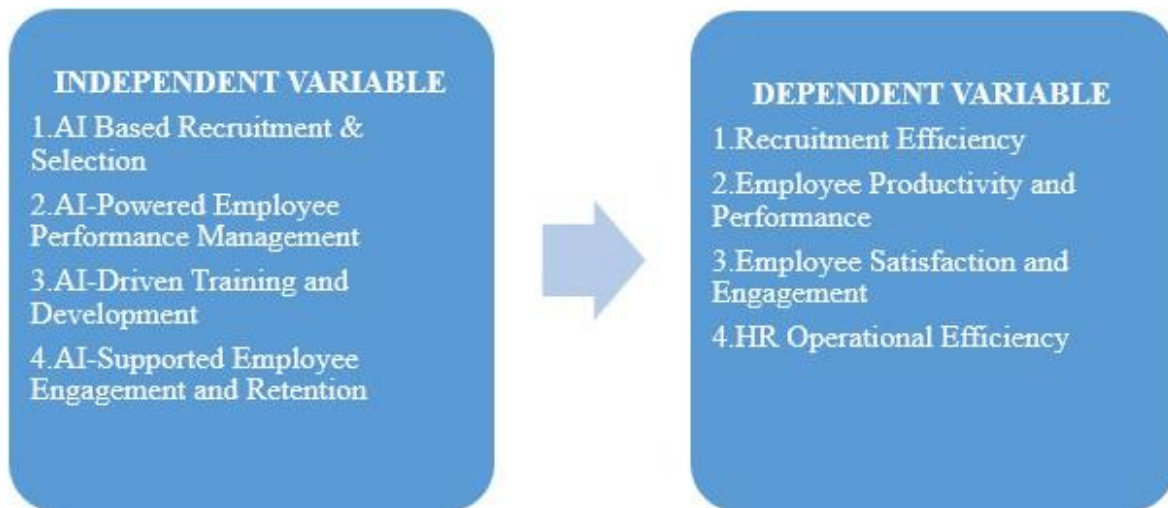 INDEPENDENT VARIABLE
1.AI Based Recruitment &
Selection
2.AI-Powered Employee
Performance Management
3.AI-Driven Training and
Development
4.AI-Supported Employee
Engagement and Retention
DEPENDENT VARIABLE
1.Recruitment Efficiency
2.Employee Productivity and
Performance
3.Employee Satisfaction and
Engagement
4.HR Operational Efficiency